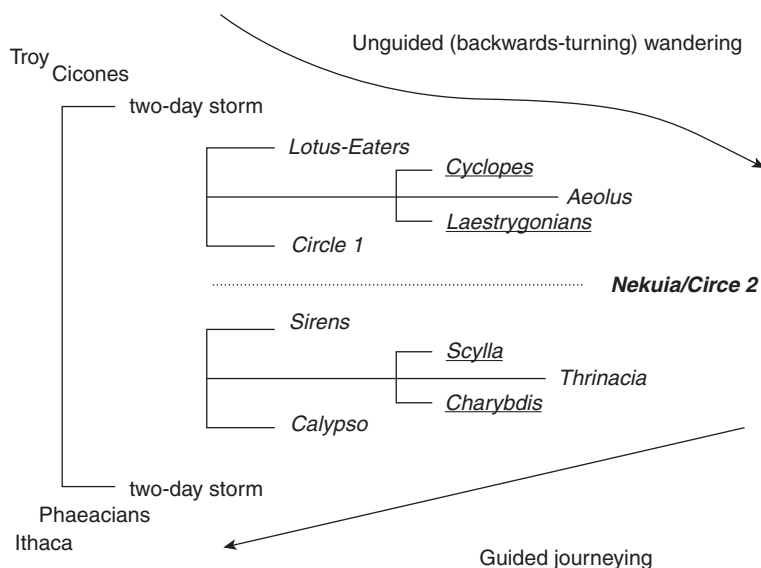 Unguided (backwards-turning) wandering
Troy
Cicones
two-day storm
Lotus-Eaters
Cyclopes
Aeolus
Laestrygonians
Circle 1
Nekuia/Circe 2
Sirens
Scylla
Thrinacia
Charybdis
Calypso
two-day storm
Phaeacians
Ithaca
Guided journeying